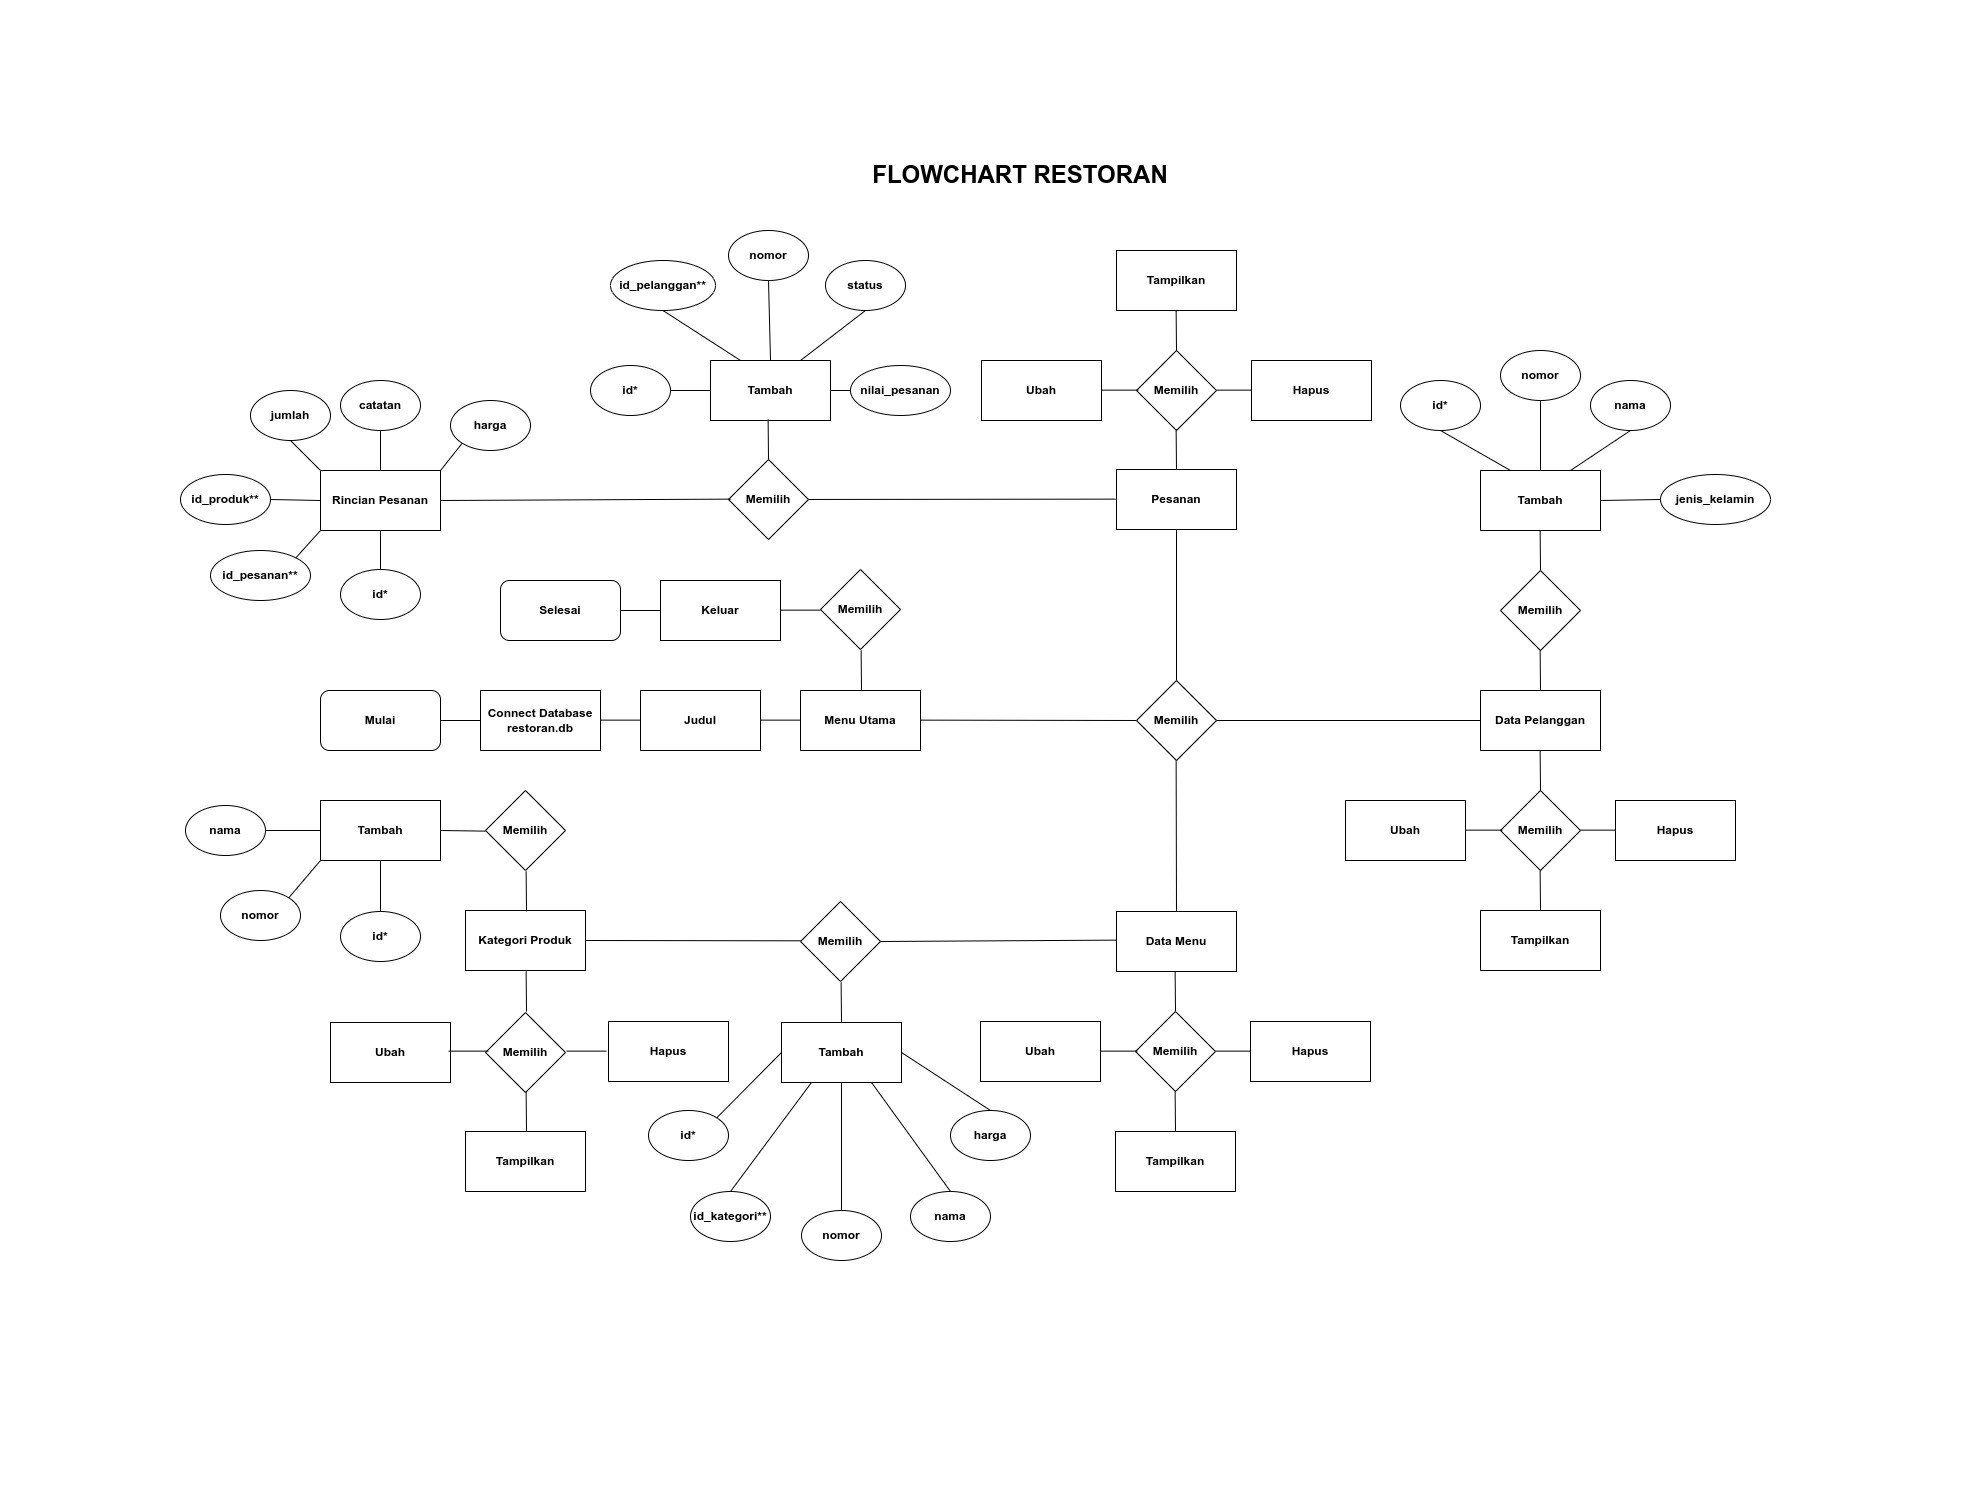 FLOWCHART RESTORAN
nomor
id_pelanggan**
status
Tampilkan
id*
Tambah
nilai_pesanan
Ubah
Memilih
Hapus
nomor
id*
nama
jumlah
catatan
harga
id_produk**
Rincian Pesanan
Memilih
Pesanan
Tambah
jenis_kelamin
id_pesanan**
id*
Selesai
Keluar
Memilih
Memilih
Mulai
Connect Database
restoran.db
Judul
Menu Utama
Memilih
Data Pelanggan
nama
Tambah
Memilih
Ubah
Memilih
Hapus
nomor
id*
Kategori Produk
Memilih
Data Menu
Tampilkan
Ubah
Memilih
Hapus
Tambah
Ubah
Memilih
Hapus
id*
harga
Tampilkan
Tampilkan
id_kategori**
nomor
nama